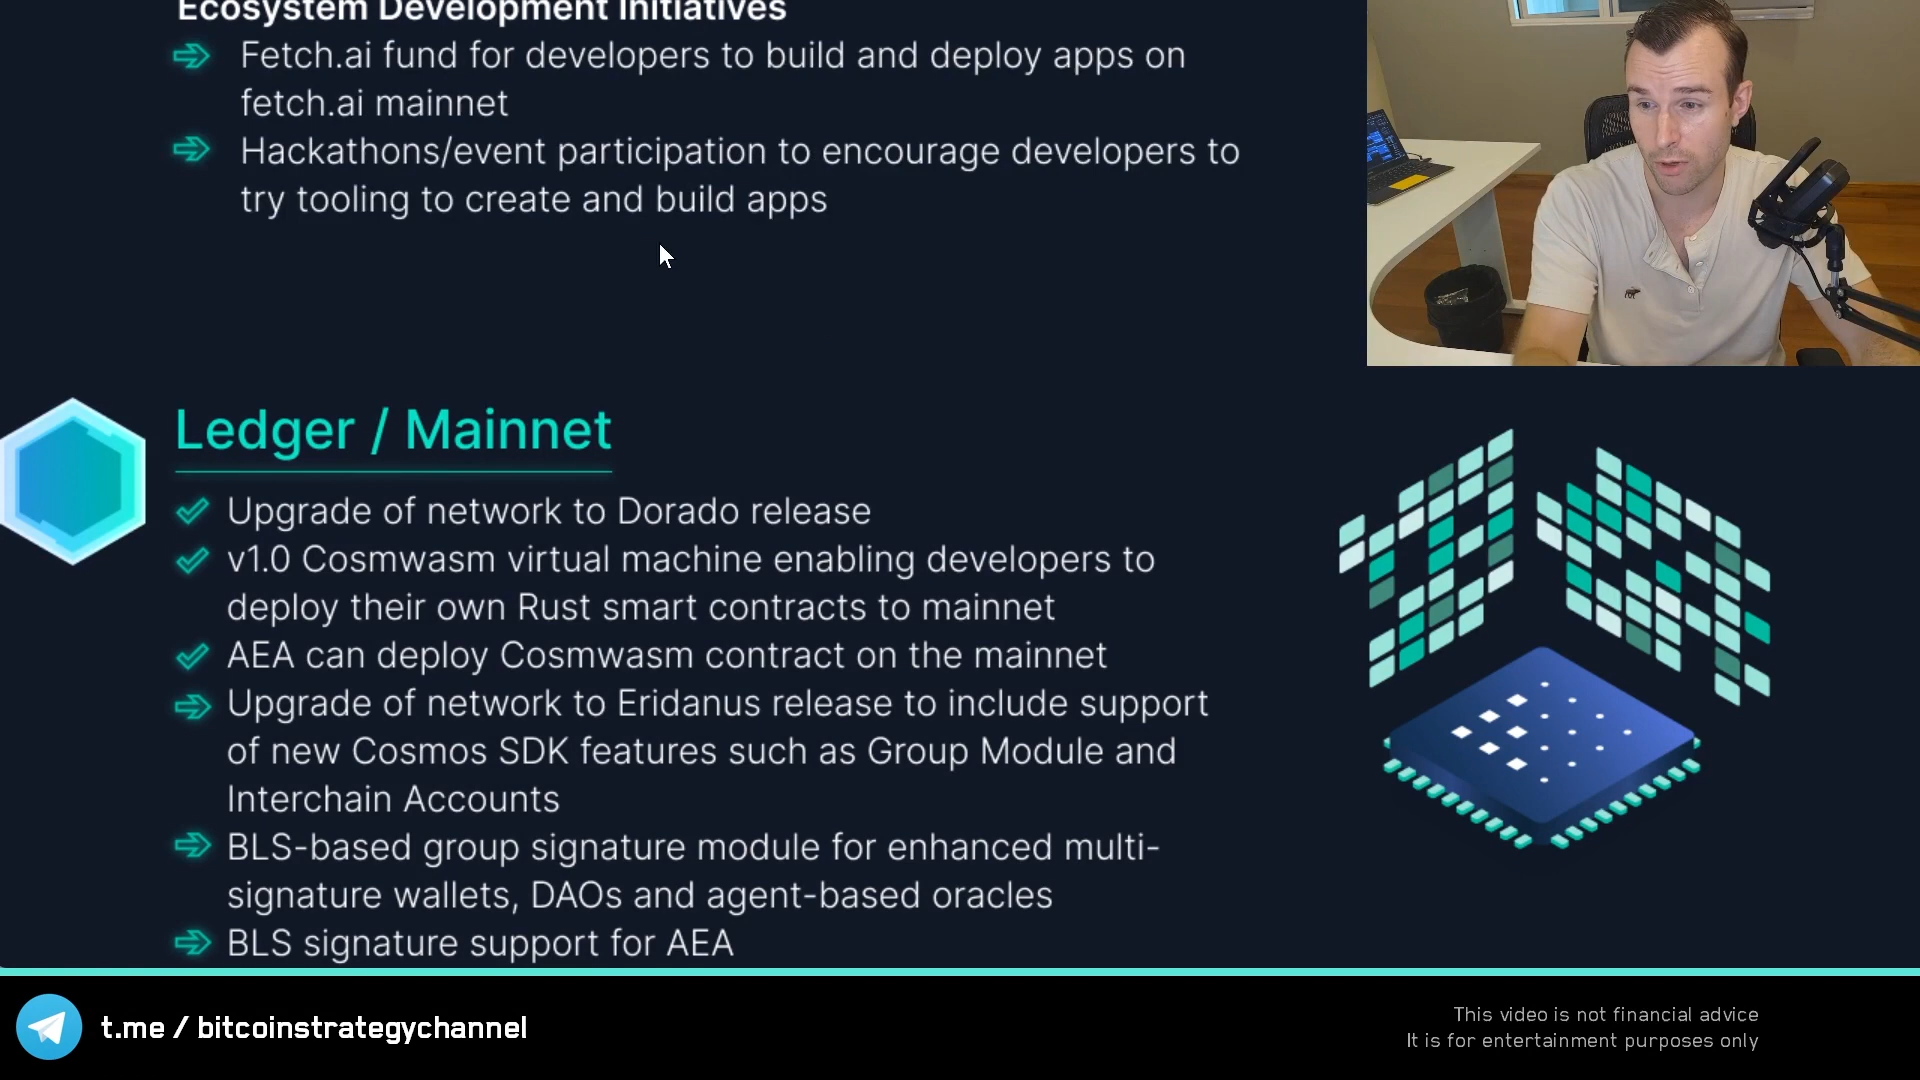 Ecosystem Development Initiatives
Fetch.ai fund for developers to build and deploy apps on
fetch.ai mainnet
Hackathons/event participation to encourage developers to
try tooling to create and build apps
Ledger / Mainnet
Upgrade of network to Dorado release
v1.0 Cosmwasm virtual machine enabling developers to
deploy their own Rust smart contracts to mainnet
AEA can deploy Cosmwasm contract on the mainnet
Upgrade of network to Eridanus release to include support
of new Cosmos SDK features such as Group Module and
Interchain Accounts
BLS-based group signature module for enhanced multi-
signature wallets, DAOs and agent-based oracles
BLS signature support for AEA
t.me / bitcoinstrategychannel
This video is not financial advice
It is for entertainment purposes only